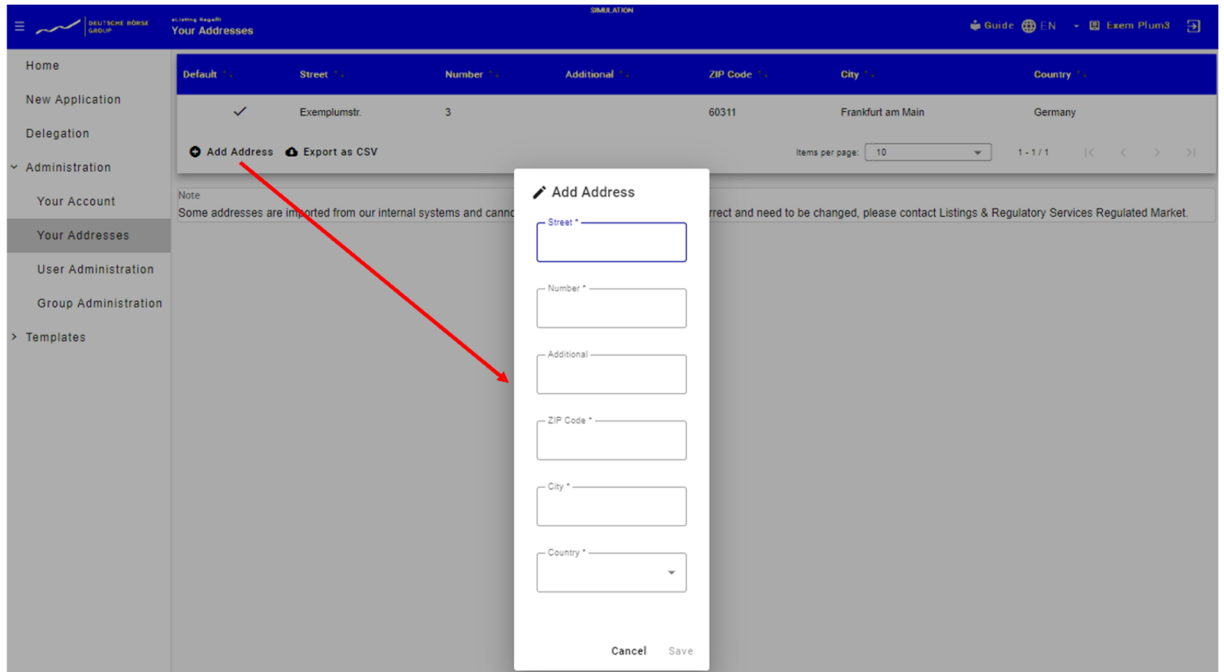 SIMULATION
DEUTSCHE BÖRSE
GROUP
eListing RegaPi
Your Addresses
Guide EN Exem Plum3
Home
New Application
Delegation
Administration
Your Account
Your Addresses
User Administration
Group Administration
Templates
Default Street Number Additional ZIP Code City Country
Exemplumstr. 3 60311 Frankfurt am Main Germany
Add Address Export as CSV Items per page: 10 1 - 1 / 1
Note
Some addresses are imported from our internal systems and canno rrect and need to be changed, please contact Listings & Regulatory Services Regulated Market.
Add Address
Street *
Number *
Additional
ZIP Code *
City *
Country *
Cancel Save